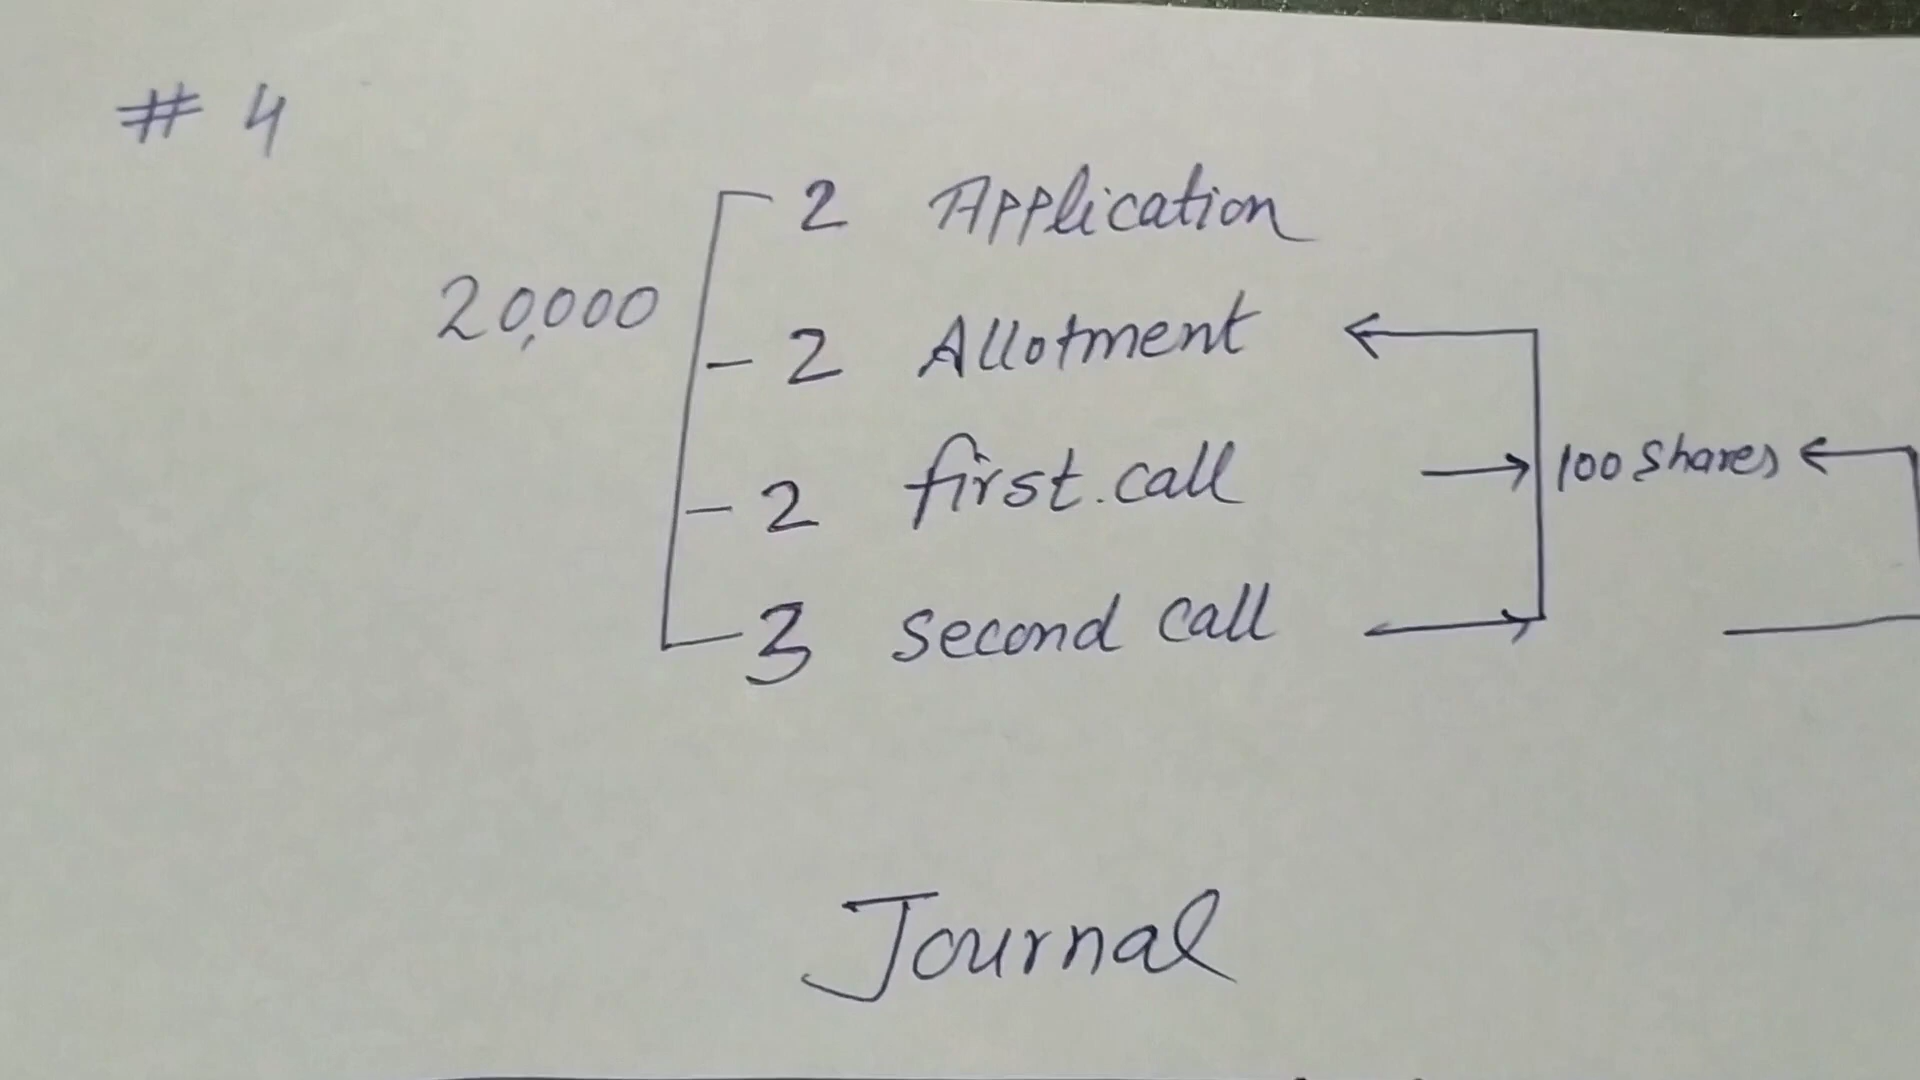 # 4
2 Application
20,000
- 2 Allotment
- 2 first.call
100 Shares
3 Second call
Journal